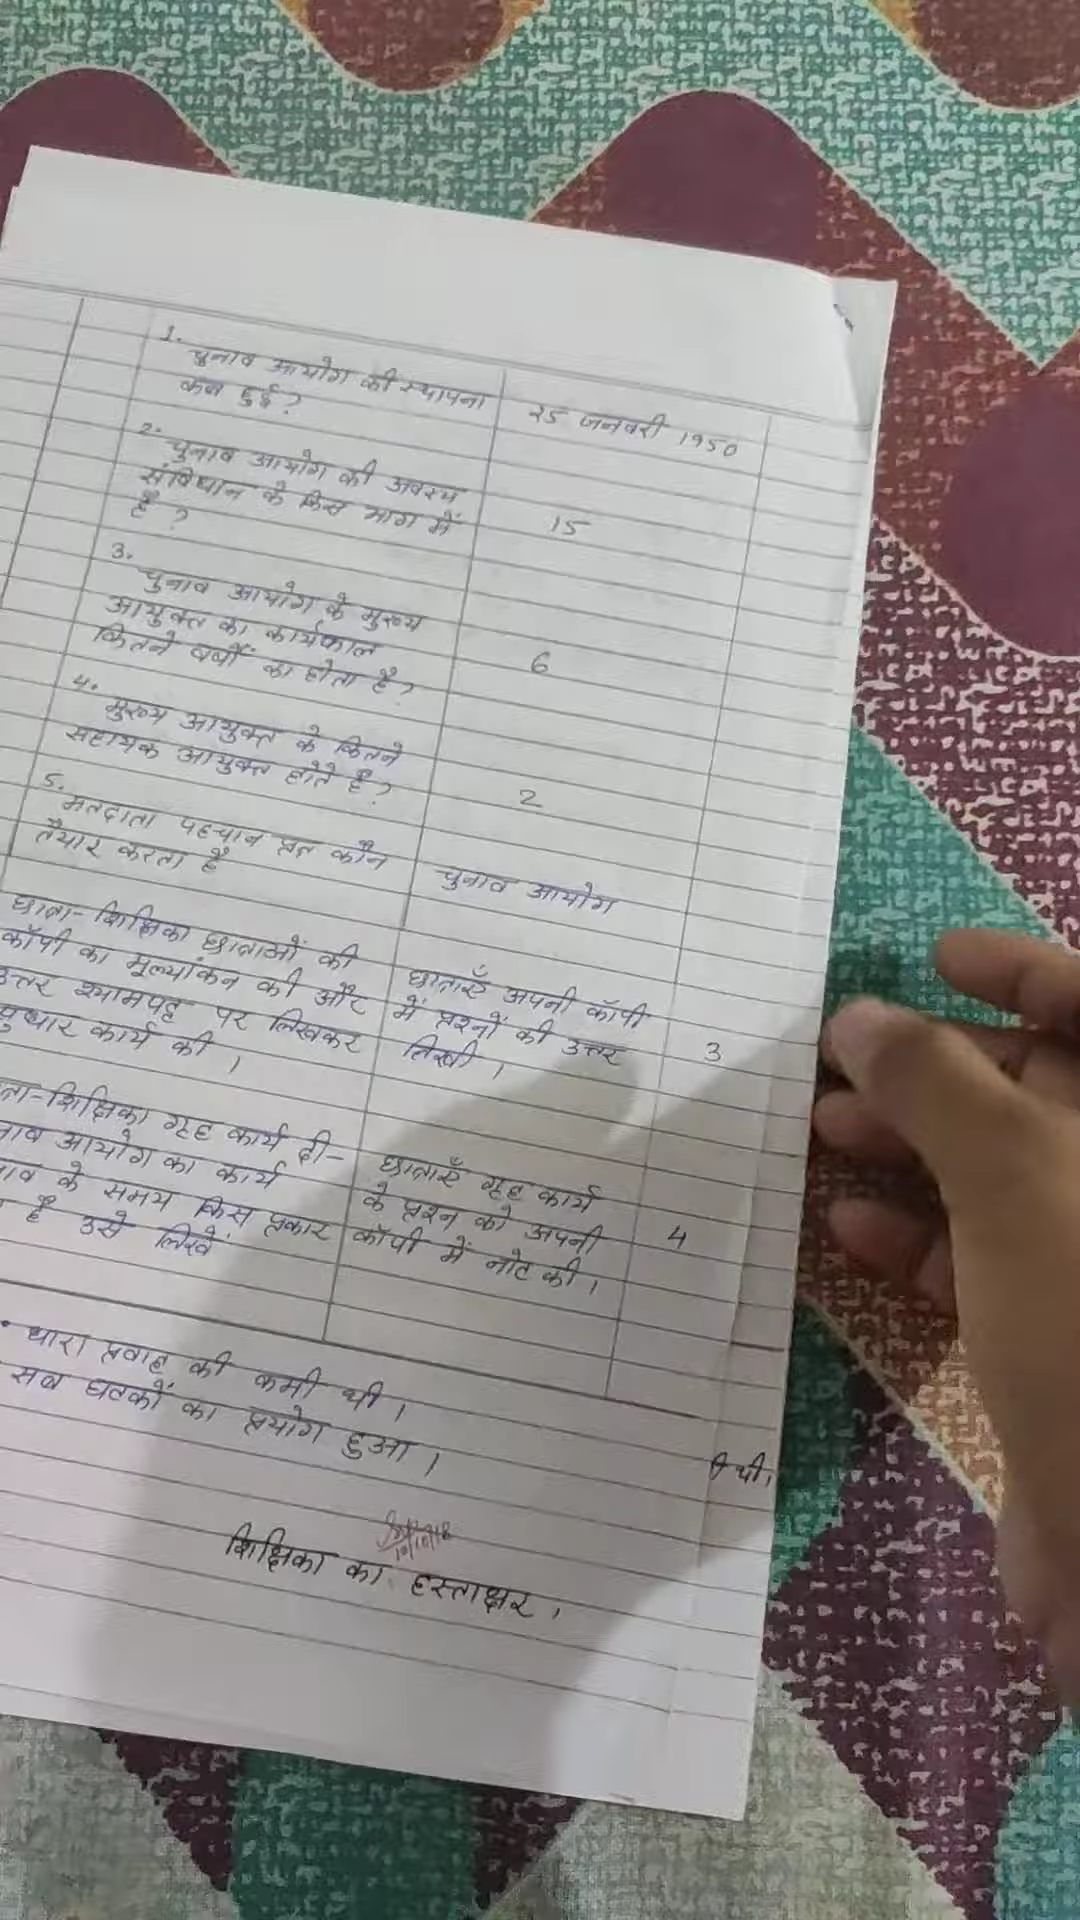 1.
चुनाव आयोग की स्थापना
कब हुई?
25 जनवरी 1950
2.
चुनाव आयोग की अवस्य
संविधान के किस भाग में
है ?
15
3.
चुनाव आयोग के मुख्य
आयुक्त का कार्यकाल
कितने वर्षों का होता है?
6
4.
मुख्य आयुक्त के कितने
सहायक आयुक्त होते हैं?
2
5.
मतदाता पहचान पत्र कौन
तैयार करता है
चुनाव आयोग
छात्रा-शिक्षिका छात्राओं की
कॉपी का मूल्यांकन की और
उत्तर श्यामपट्ट पर लिखकर
सुधार कार्य की।
छात्राएँ अपनी कॉपी
में प्रश्नों की उत्तर
लिखी।
3
-शिक्षिका गृह कार्य दी-
आयोग का कार्य
के समय किस प्रकार
है उसे लिखें
छात्राएँ गृह कार्य
के प्रश्न को अपनी
कॉपी में नोट की।
4
• धारा प्रवाह की कमी थी।
सब घटकों का प्रयोग हुआ।
थी।
10/10/18
शिक्षिका का हस्ताक्षर।